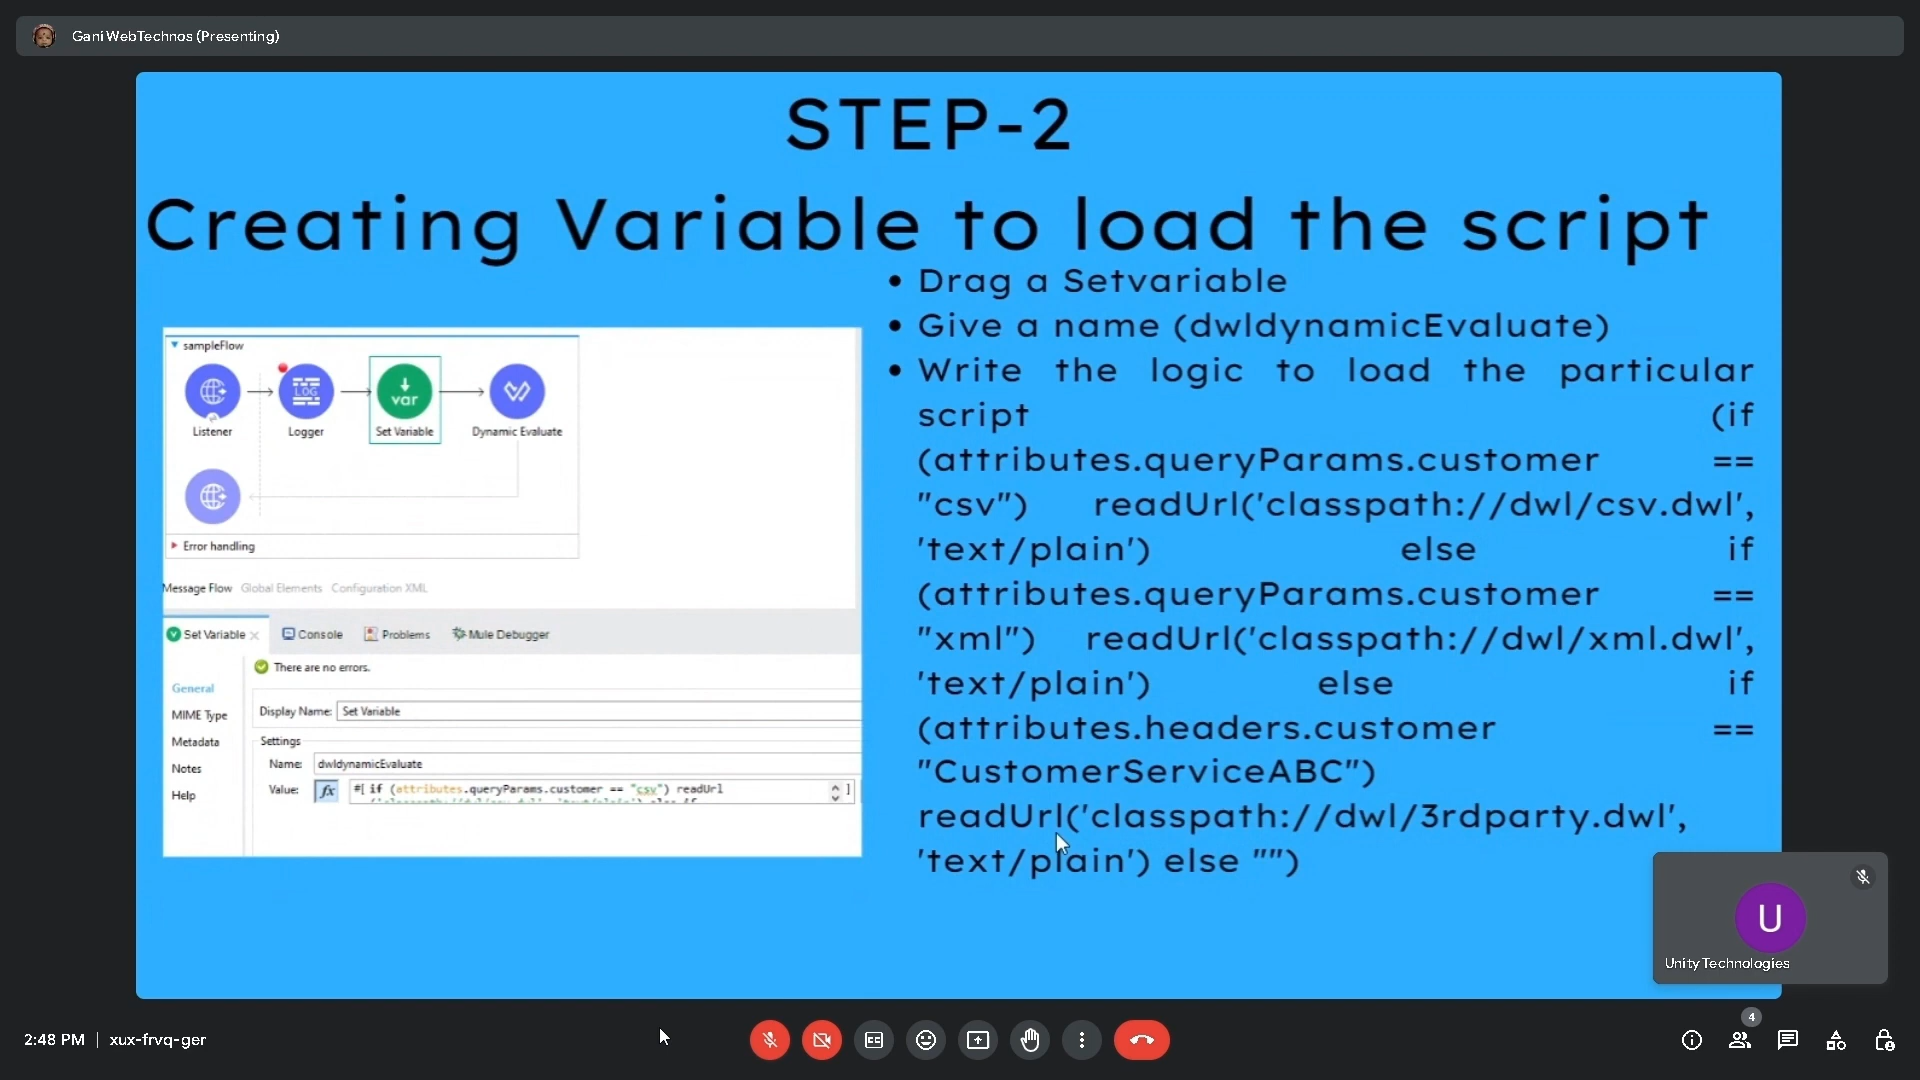 Gani WebTechnos (Presenting)
STEP-2
Creating Variable to load the script
• Drag a Setvariable
• Give a name (dwldynamicEvaluate)
• Write the logic to load the particular
script (if
(attributes.queryParams.customer ==
"csv") readUrl('classpath://dwl/csv.dwl',
'text/plain') else if
(attributes.queryParams.customer ==
"xml") readUrl('classpath://dwl/xml.dwl',
'text/plain') else if
(attributes.headers.customer ==
"CustomerServiceABC")
readUrl('classpath://dwl/3rdparty.dwl',
'text/plain') else "")
sampleFlow
LOG
var
Listener Logger Set Variable Dynamic Evaluate
Error handling
Message Flow Global Elements Configuration XML
Set Variable Console Problems Mule Debugger
There are no errors.
General
MIME Type
Metadata
Notes
Help
Display Name: Set Variable
Settings
Name: dwldynamicEvaluate
Value: fx #[ if (attributes.queryParams.customer == "csv") readUrl ]
U
Unity Technologies
2:48 PM | xux-frvq-ger
4